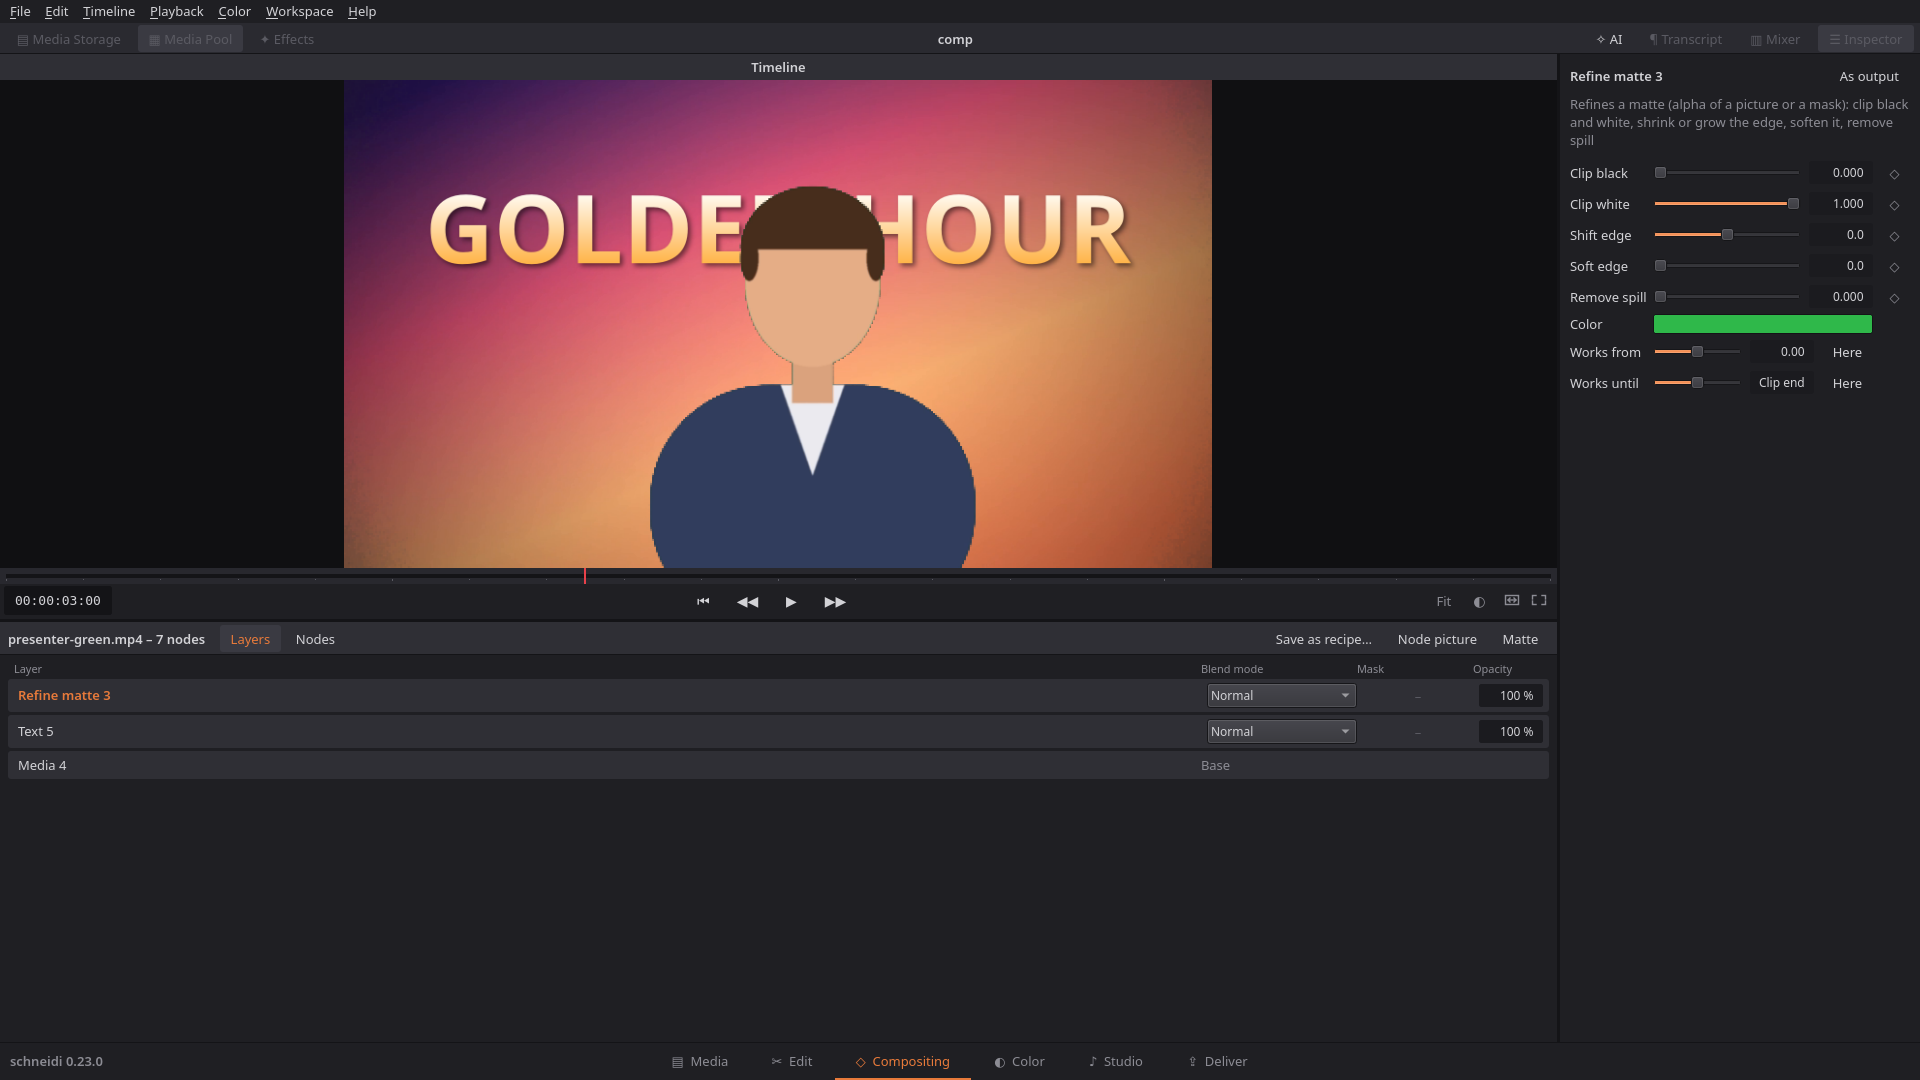 File Edit Timeline Playback Color Workspace Help
Media Storage Media Pool Effects comp AI Transcript Mixer Inspector
Timeline
GOLDE HOUR
Refine matte 3 As output
Refines a matte (alpha of a picture or a mask): clip black
and white, shrink or grow the edge, soften it, remove
spill
Clip black 0.000
Clip white 1.000
Shift edge 0.0
Soft edge 0.0
Remove spill 0.000
Color
Works from 0.00 Here
Works until Clip end Here
00:00:03:00 Fit
presenter-green.mp4 – 7 nodes Layers Nodes Save as recipe... Node picture Matte
Layer Blend mode Mask Opacity
Refine matte 3 Normal – 100 %
Text 5 Normal – 100 %
Media 4 Base
schneidi 0.23.0 Media Edit Compositing Color Studio Deliver